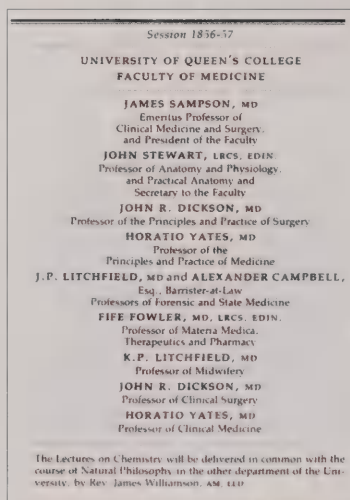 Session 1856-57
UNIVERSITY OF QUEEN'S COLLEGE
FACULTY OF MEDICINE
JAMES SAMPSON, MD
Emeritus Professor of
Clinical Medicine and Surgery,
and President of the Faculty
JOHN STEWART, LRCS, EDIN.
Professor of Anatomy and Physiology,
and Practical Anatomy and
Secretary to the Faculty
JOHN R. DICKSON, MD
Professor of the Principles and Practice of Surgery
HORATIO YATES, MD
Professor of the
Principles and Practice of Medicine
J.P. LITCHFIELD, MD and ALEXANDER CAMPBELL,
Esq., Barrister-at-Law
Professors of Forensic and State Medicine
FIFE FOWLER, MD, LRCS, EDIN.
Professor of Materia Medica,
Therapeutics and Pharmacy
K.P. LITCHFIELD, MD
Professor of Midwifery
JOHN R. DICKSON, MD
Professor of Clinical Surgery
HORATIO YATES, MD
Professor of Clinical Medicine
The Lectures on Chemistry will be delivered in common with the
course of Natural Philosophy in the other department of the Uni-
versity, by Rev. James Williamson, AM, LLD